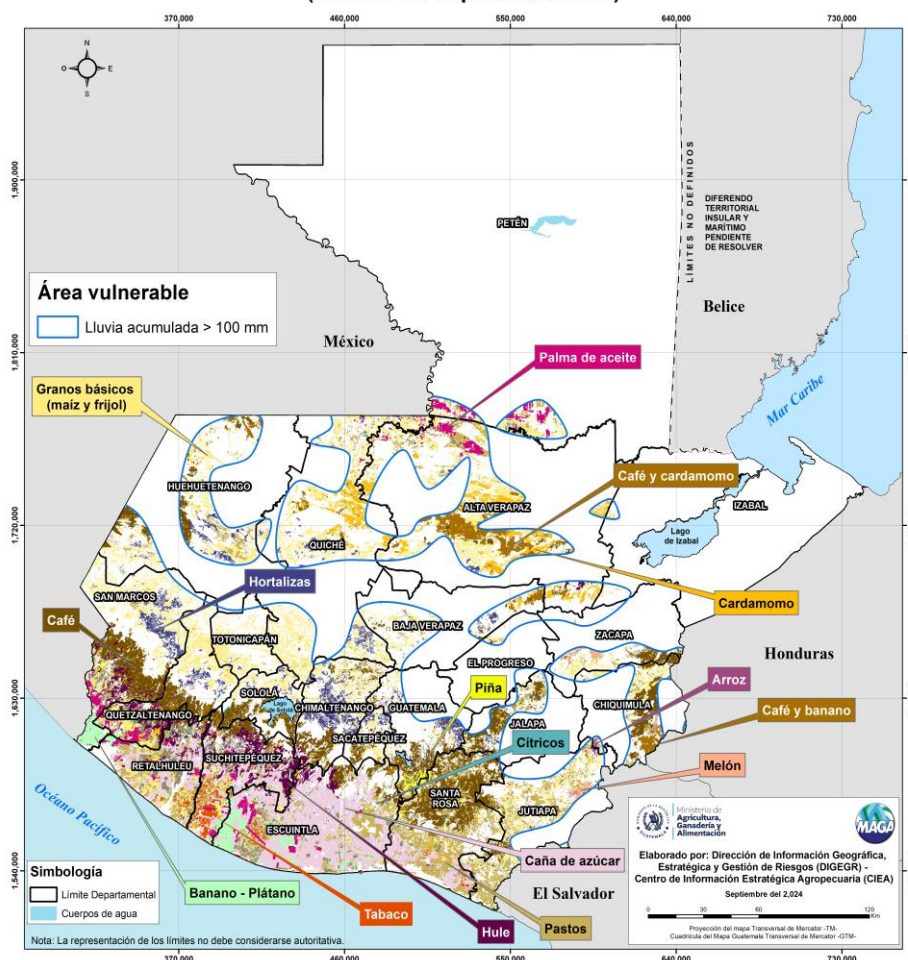 370,000
460,000
550,000
640,000
730,000
N
O
E
S
1,900,000
1,810,000
1,720,000
1,630,000
1,540,000
PETÉN
LÍMITES NO DEFINIDOS
DIFERENDO
TERRITORIAL
INSULAR Y
MARÍTIMO
PENDIENTE
DE RESOLVER
Belice
Área vulnerable
Lluvia acumulada > 100 mm
México
Palma de aceite
Mar Caribe
Granos básicos
(maíz y frijol)
HUEHUETENANGO
ALTA VERAPAZ
Café y cardamomo
IZABAL
Lago
de Izabal
QUICHÉ
Hortalizas
SAN MARCOS
Cardamomo
Café
TOTONICAPÁN
BAJA VERAPAZ
ZACAPA
EL PROGRESO
Honduras
SOLOLÁ
Piña
Arroz
Lago
de Sololá
CHIMALTENANGO
GUATEMALA
CHIQUIMULA
QUETZALTENANGO
JALAPA
Café y banano
SACATEPÉQUEZ
Cítricos
RETALHULEU
SUCHITEPÉQUEZ
SANTA
ROSA
Melón
JUTIAPA
Océano Pacífico
ESCUINTLA
Caña de azúcar
Simbología
Límite Departamental
Cuerpos de agua
Banano - Plátano
El Salvador
Tabaco
Hule
Pastos
Ministerio de
Agricultura,
Ganadería y
Alimentación
MAGA
Elaborado por: Dirección de Información Geográfica,
Estratégica y Gestión de Riesgos (DIGEGR) -
Centro de Información Estratégica Agropecuaria (CIEA)
Septiembre del 2,024
0 30 60 120
Km
Proyección del mapa Transversal de Mercator -TM-
Cuadrícula del Mapa Guatemala Transversal de Mercator -GTM-
Nota: La representación de los límites no debe considerarse autoritativa.
370,000
460,000
550,000
640,000
730,000